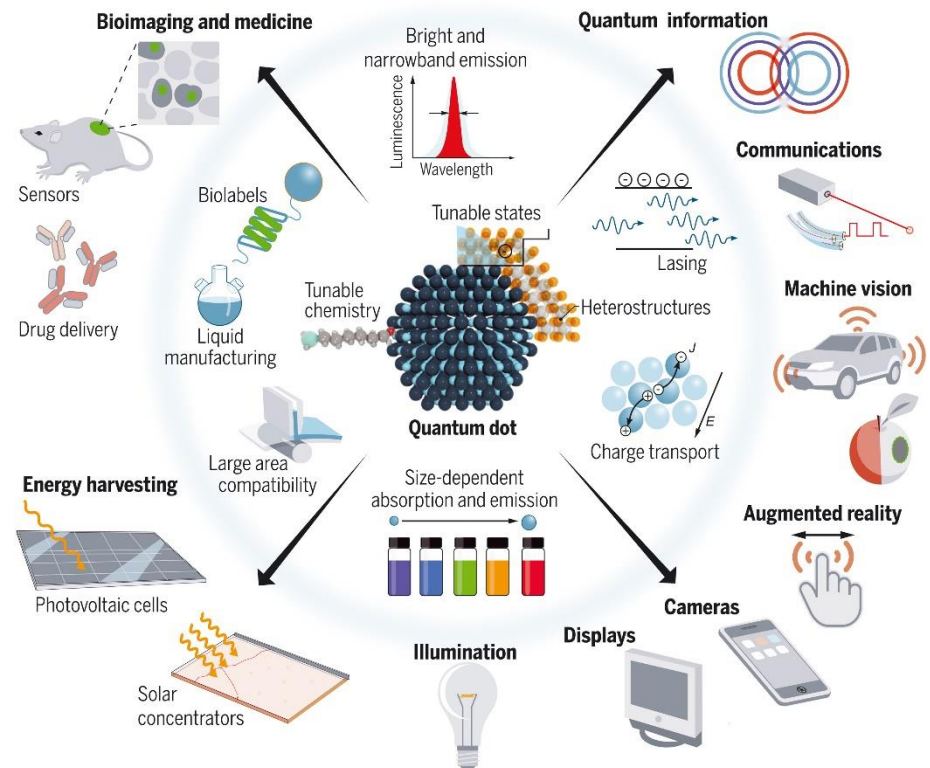 Bioimaging and medicine
Quantum information
Bright and
narrowband emission
Luminescence
Wavelength
Communications
Sensors
Biolabels
Tunable states
Lasing
Drug delivery
Liquid
manufacturing
Tunable
chemistry
Heterostructures
Machine vision
J
E
Quantum dot
Charge transport
Large area
compatibility
Energy harvesting
Size-dependent
absorption and emission
Augmented reality
Photovoltaic cells
Cameras
Displays
Illumination
Solar
concentrators